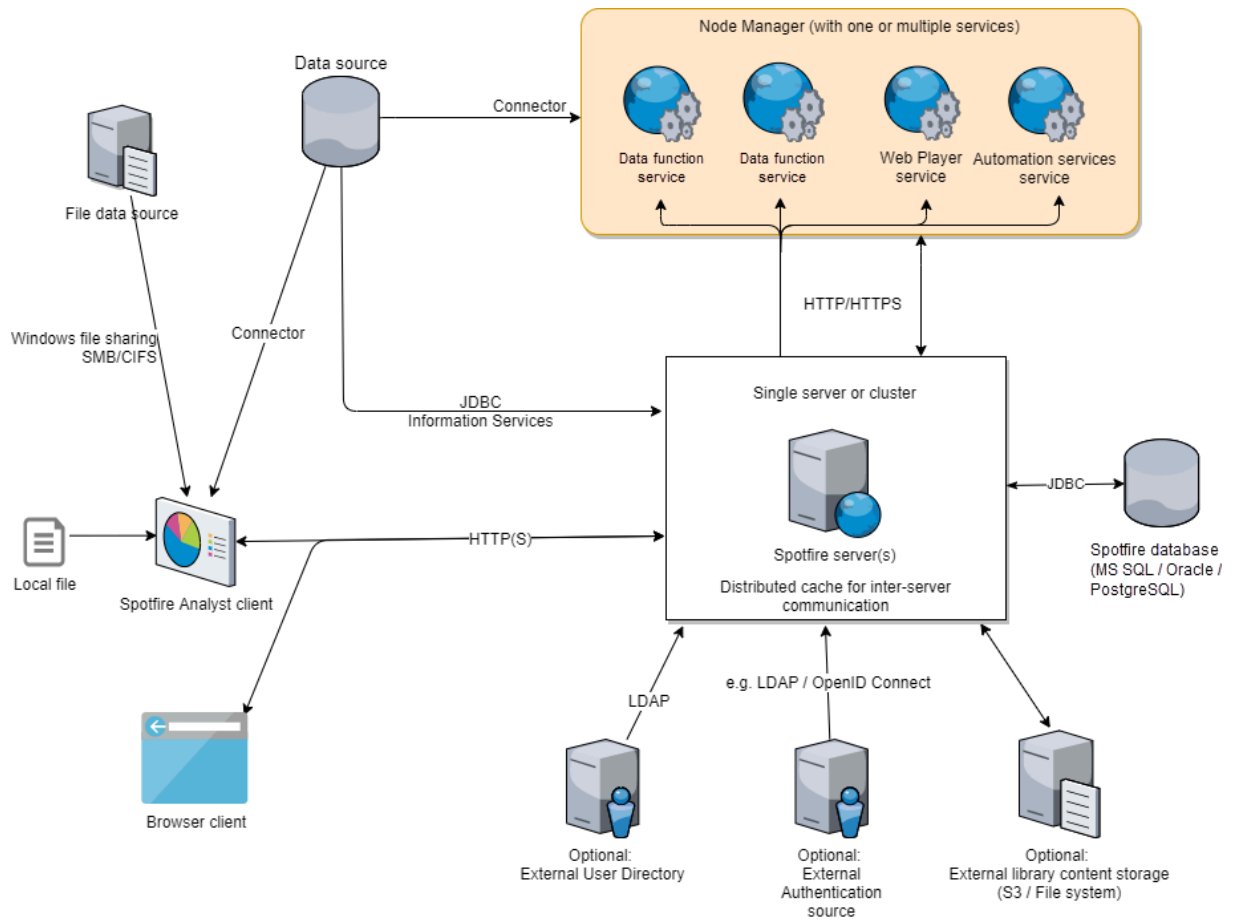 Node Manager (with one or multiple services)
Data source
Connector
Data function
service
Data function
service
Web Player
service
Automation services
service
File data source
HTTP/HTTPS
Windows file sharing
SMB/CIFS
Connector
JDBC
Information Services
Single server or cluster
Spotfire server(s)
Distributed cache for inter-server
communication
JDBC
Spotfire database
(MS SQL / Oracle /
PostgreSQL)
HTTP(S)
Local file
Spotfire Analyst client
LDAP
e.g. LDAP / OpenID Connect
Browser client
Optional:
External User Directory
Optional:
External
Authentication
source
Optional:
External library content storage
(S3 / File system)